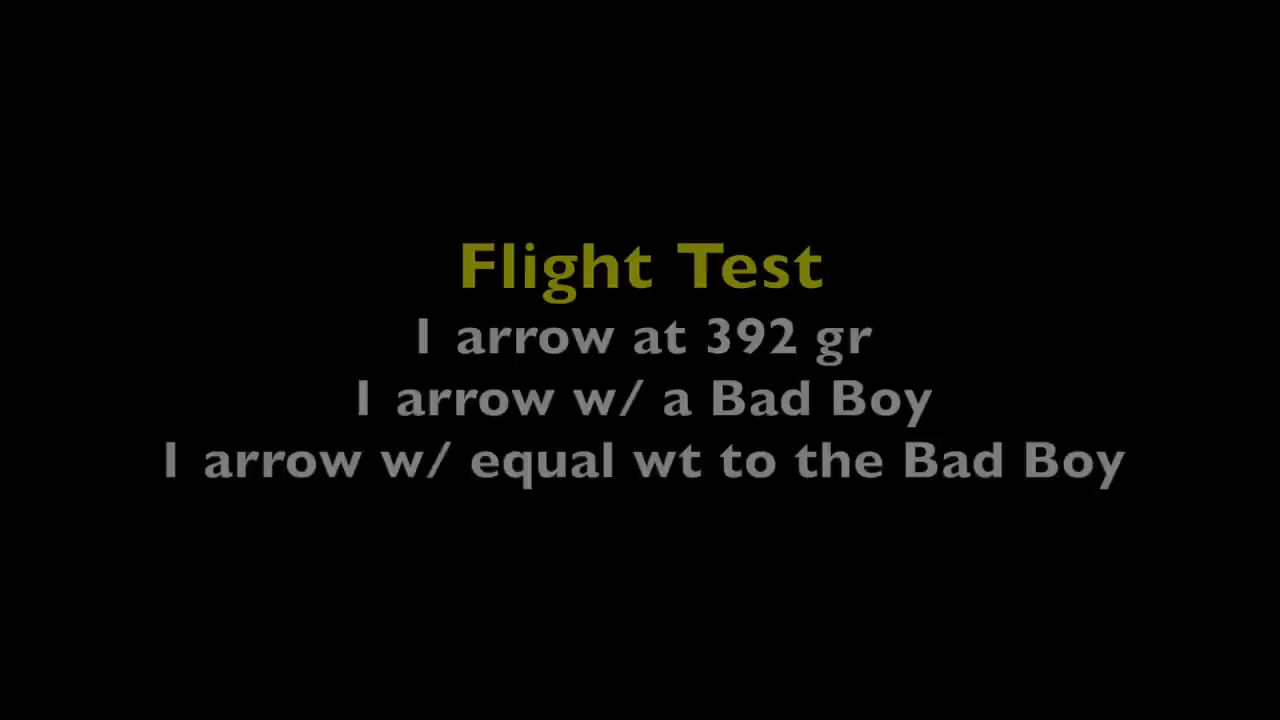 Flight Test
1 arrow at 392 gr
1 arrow w/ a Bad Boy
1 arrow w/ equal wt to the Bad Boy